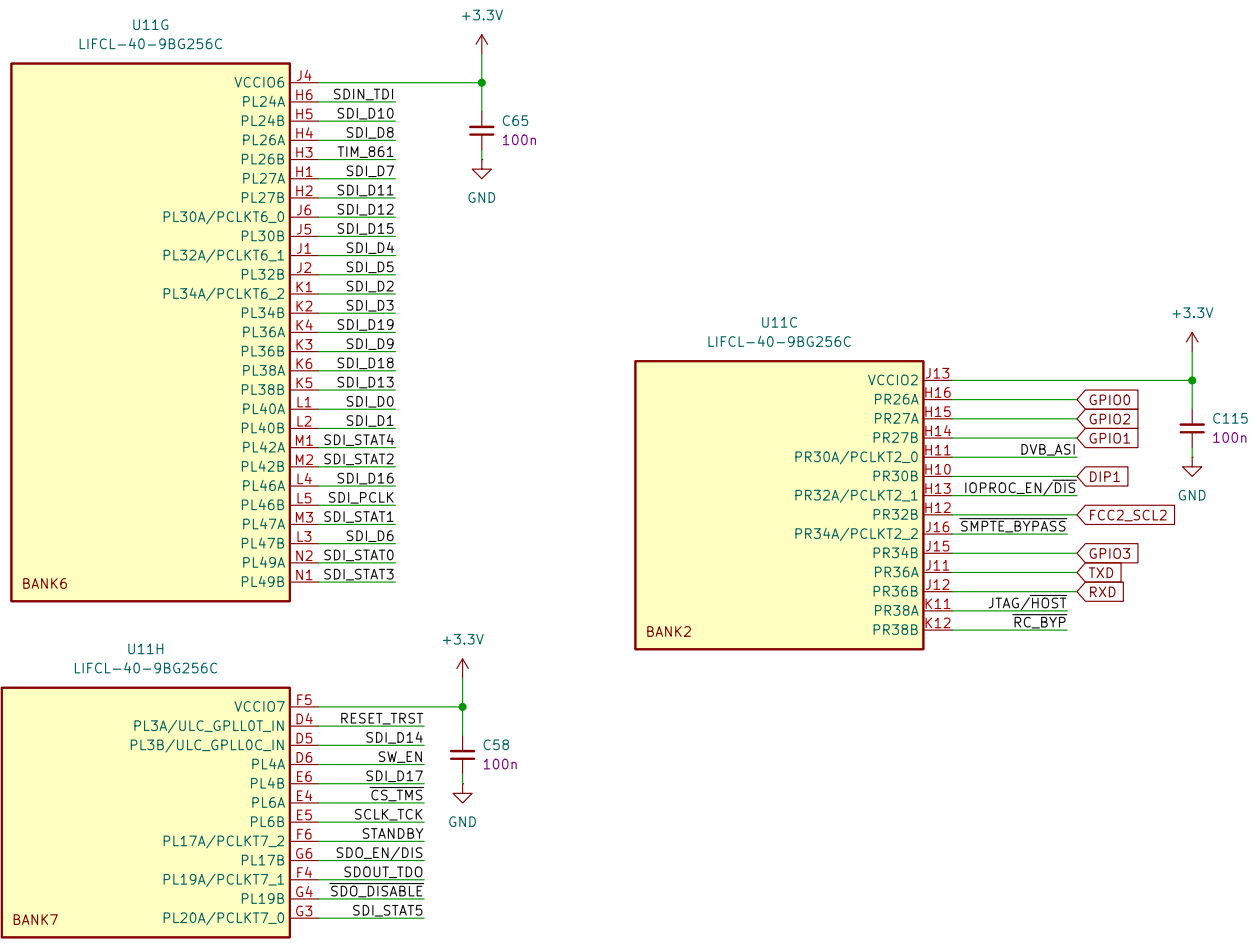 U11G
LIFCL-40-9BG256C
+3.3V
VCCIO6 J4
PL24A H6 SDIN_TDI
PL24B H5 SDI_D10
PL26A H4 SDI_D8
PL26B H3 TIM_861
PL27A H1 SDI_D7
PL27B H2 SDI_D11
PL30A/PCLKT6_0 J6 SDI_D12
PL30B J5 SDI_D15
PL32A/PCLKT6_1 J1 SDI_D4
PL32B J2 SDI_D5
PL34A/PCLKT6_2 K1 SDI_D2
PL34B K2 SDI_D3
PL36A K4 SDI_D19
PL36B K3 SDI_D9
PL38A K6 SDI_D18
PL38B K5 SDI_D13
PL40A L1 SDI_D0
PL40B L2 SDI_D1
PL42A M1 SDI_STAT4
PL42B M2 SDI_STAT2
PL46A L4 SDI_D16
PL46B L5 SDI_PCLK
PL47A M3 SDI_STAT1
PL47B L3 SDI_D6
PL49A N2 SDI_STAT0
PL49B N1 SDI_STAT3
BANK6
C65
100n
GND
U11C
LIFCL-40-9BG256C
+3.3V
VCCIO2 J13
PR26A H16 GPIO0
PR27A H15 GPIO2
PR27B H14 GPIO1
PR30A/PCLKT2_0 H11 DVB_ASI
PR30B H10 DIP1
PR32A/PCLKT2_1 H13 IOPROC_EN/DIS
PR32B H12 FCC2_SCL2
PR34A/PCLKT2_2 J16 SMPTE_BYPASS
PR34B J15 GPIO3
PR36A J11 TXD
PR36B J12 RXD
PR38A K11 JTAG/HOST
PR38B K12 RC_BYP
BANK2
C115
100n
GND
U11H
LIFCL-40-9BG256C
+3.3V
VCCIO7 F5
PL3A/ULC_GPLL0T_IN D4 RESET_TRST
PL3B/ULC_GPLL0C_IN D5 SDI_D14
PL4A D6 SW_EN
PL4B E6 SDI_D17
PL6A E4 CS_TMS
PL6B E5 SCLK_TCK
PL17A/PCLKT7_2 F6 STANDBY
PL17B G6 SDO_EN/DIS
PL19A/PCLKT7_1 F4 SDOUT_TDO
PL19B G4 SDO_DISABLE
PL20A/PCLKT7_0 G3 SDI_STAT5
BANK7
C58
100n
GND